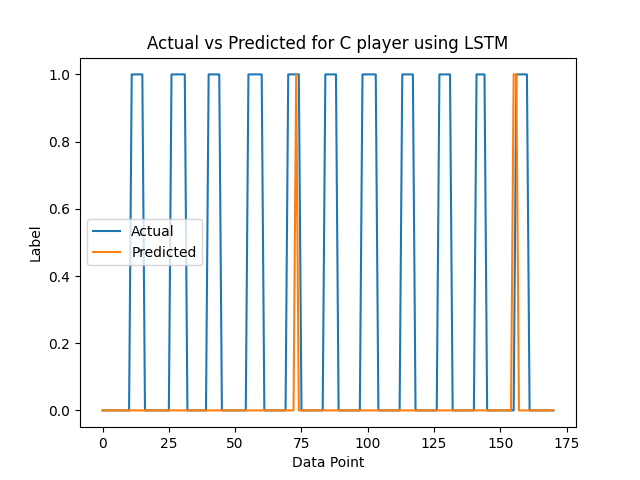 Actual vs Predicted for C player using LSTM
1.0
0.8
0.6
0.4
0.2
0.0
Label
Actual
Predicted
0 25 50 75 100 125 150 175
Data Point